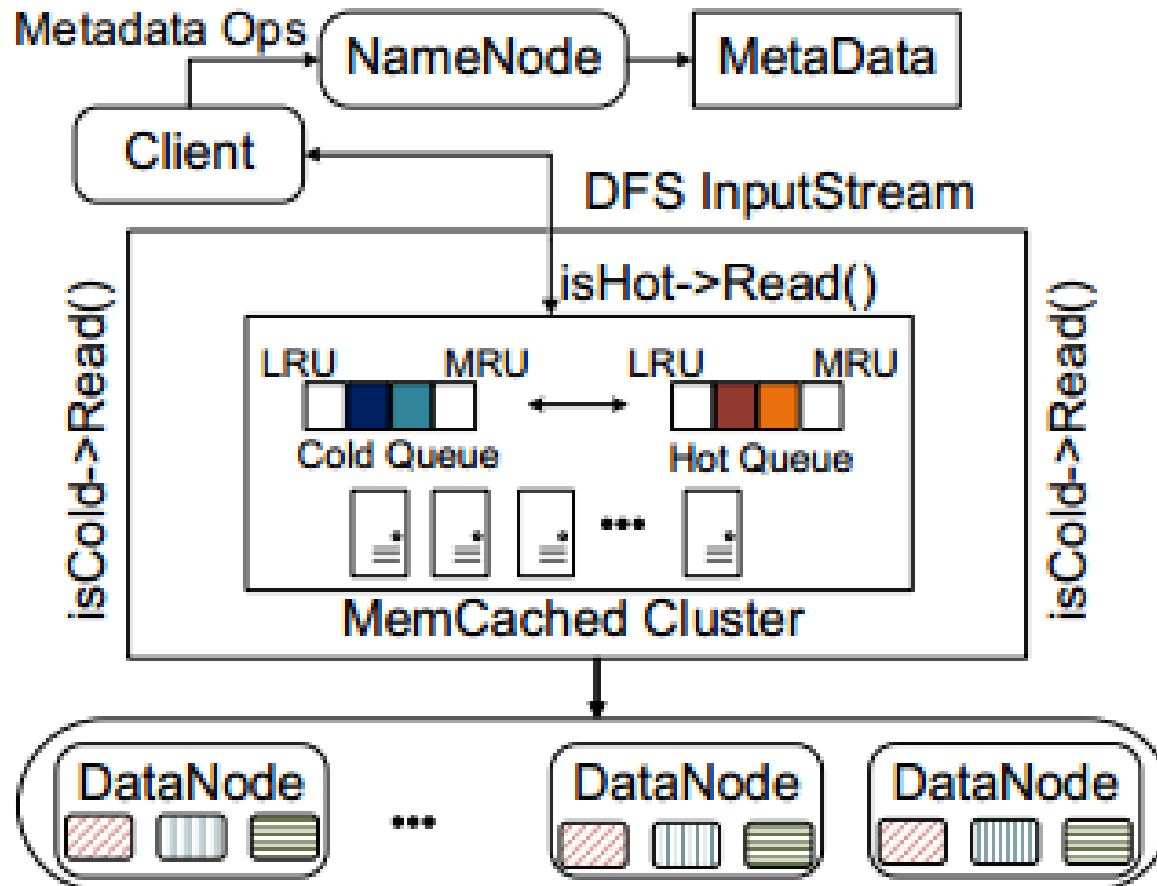 Metadata Ops
NameNode
MetaData
Client
DFS InputStream
isCold->Read()
isHot->Read()
isCold->Read()
LRU MRU
LRU MRU
Cold Queue
Hot Queue
•••
MemCached Cluster
DataNode
•••
DataNode
DataNode